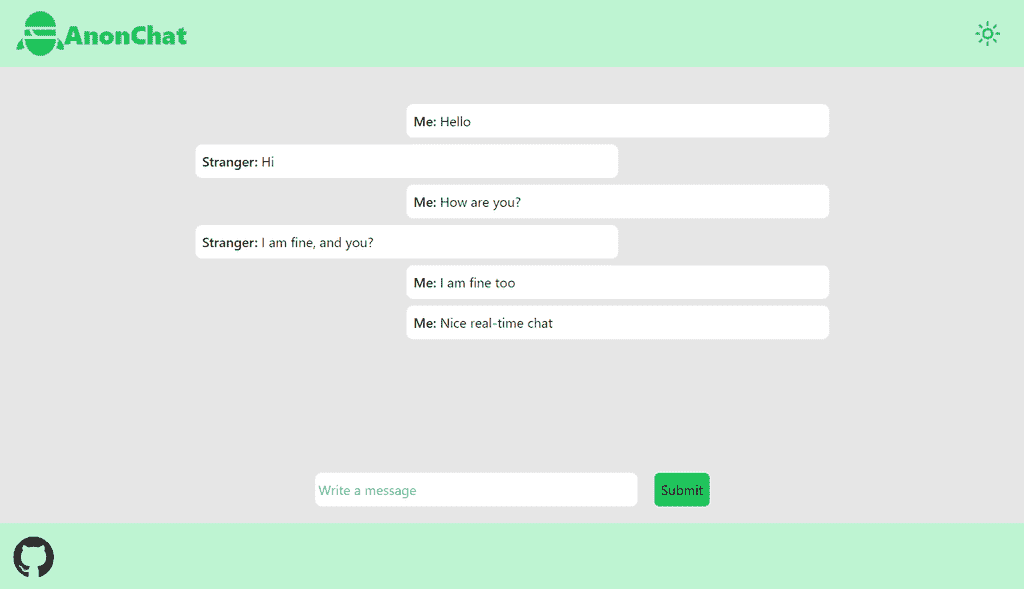 AnonChat
Me: Hello
Stranger: Hi
Me: How are you?
Stranger: I am fine, and you?
Me: I am fine too
Me: Nice real-time chat
Write a message
Submit